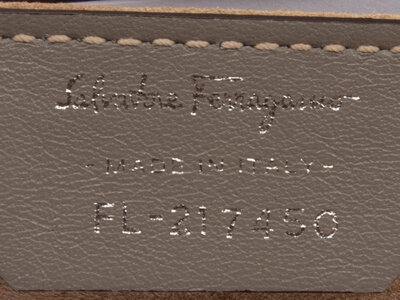 Salvatore Ferragamo
-MADE IN ITALY-
FL-217450